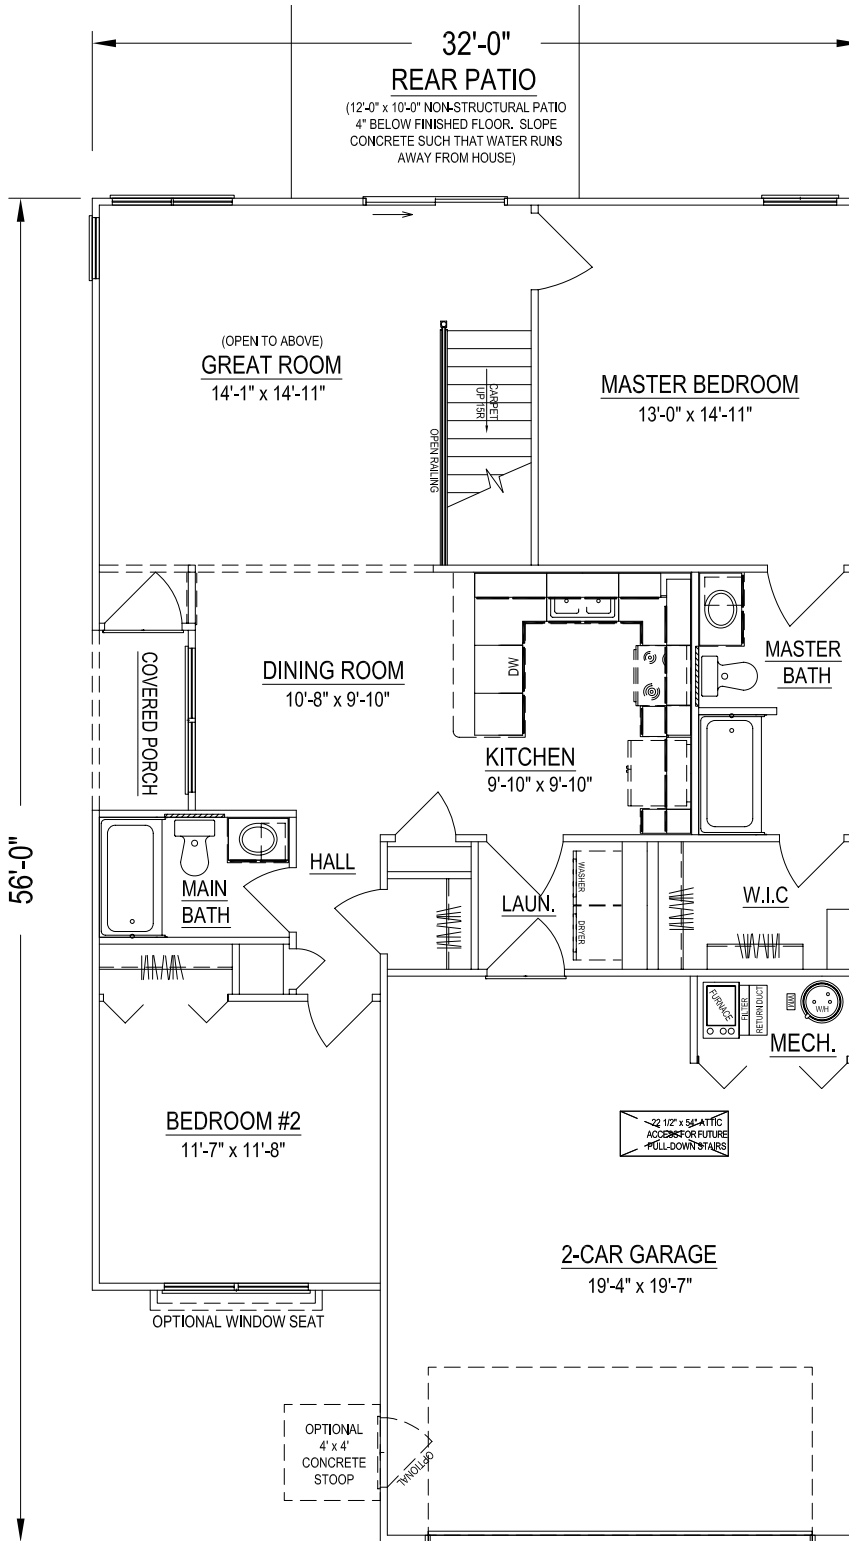 32'-0"
REAR PATIO
(12'-0" x 10'-0" NON-STRUCTURAL PATIO
4" BELOW FINISHED FLOOR. SLOPE
CONCRETE SUCH THAT WATER RUNS
AWAY FROM HOUSE)
(OPEN TO ABOVE)
GREAT ROOM
14'-1" x 14'-11"
CARPET
UP 15R
OPEN RAILING
MASTER BEDROOM
13'-0" x 14'-11"
COVERED PORCH
DINING ROOM
10'-8" x 9'-10"
DW
KITCHEN
9'-10" x 9'-10"
MASTER
BATH
56'-0"
MAIN
BATH
HALL
LAUN.
WASHER
DRYER
W.I.C
FURNACE
FILTER
RETURN DUCT
W/H
MECH.
BEDROOM #2
11'-7" x 11'-8"
22 1/2" x 54" ATTIC
ACCESS FOR FUTURE
PULL-DOWN STAIRS
2-CAR GARAGE
19'-4" x 19'-7"
OPTIONAL WINDOW SEAT
OPTIONAL
4' x 4'
CONCRETE
STOOP
OPTIONAL